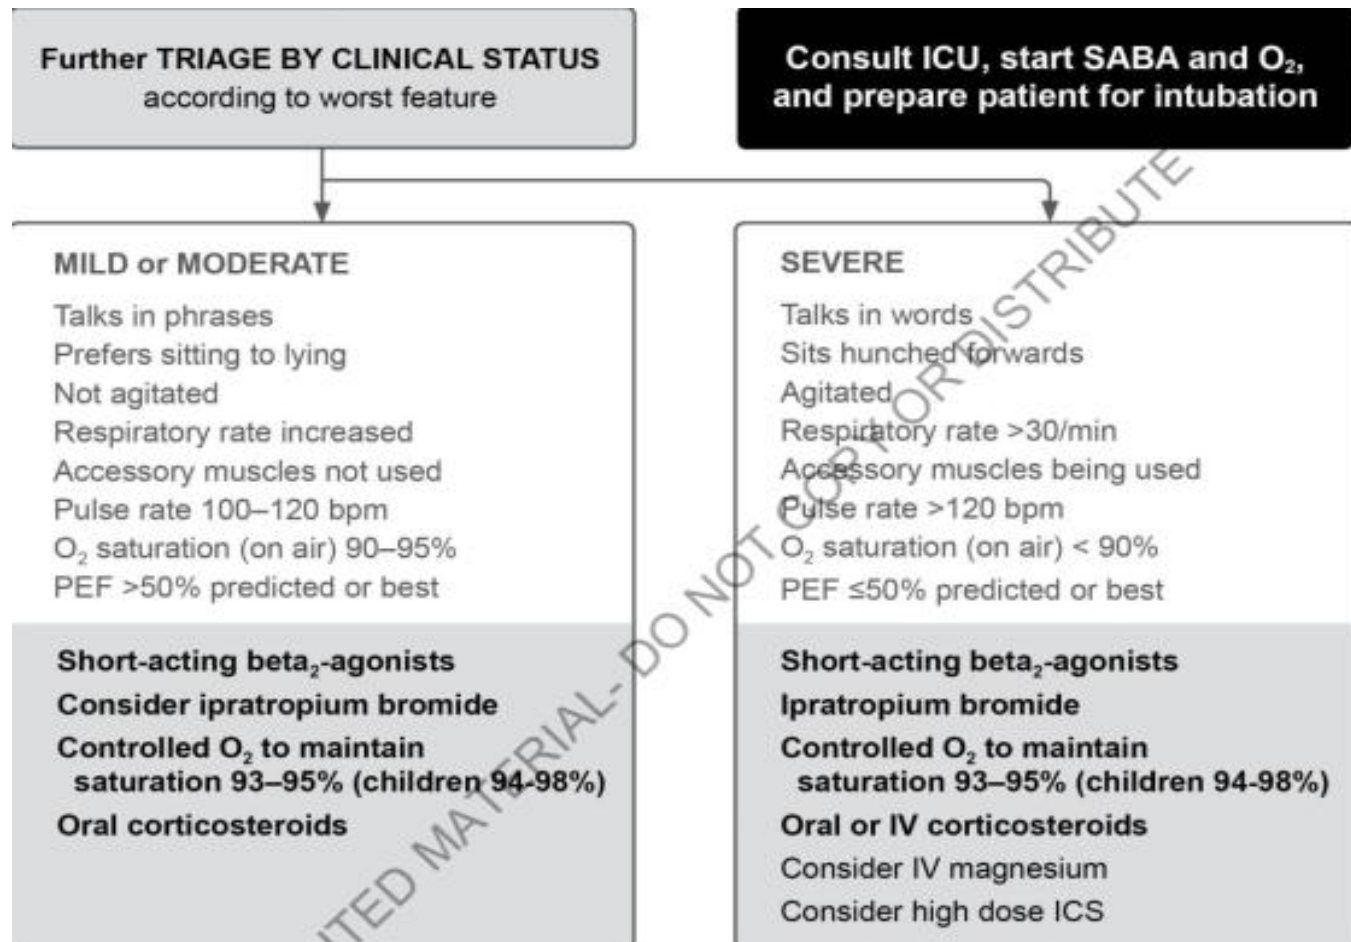 Further TRIAGE BY CLINICAL STATUS
according to worst feature
Consult ICU, start SABA and O₂,
and prepare patient for intubation
MILD or MODERATE
Talks in phrases
Prefers sitting to lying
Not agitated
Respiratory rate increased
Accessory muscles not used
Pulse rate 100–120 bpm
O₂ saturation (on air) 90–95%
PEF >50% predicted or best
Short-acting beta₂-agonists
Consider ipratropium bromide
Controlled O₂ to maintain
saturation 93–95% (children 94-98%)
Oral corticosteroids
SEVERE
Talks in words
Sits hunched forwards
Agitated
Respiratory rate >30/min
Accessory muscles being used
Pulse rate >120 bpm
O₂ saturation (on air) < 90%
PEF ≤50% predicted or best
Short-acting beta₂-agonists
Ipratropium bromide
Controlled O₂ to maintain
saturation 93–95% (children 94-98%)
Oral or IV corticosteroids
Consider IV magnesium
Consider high dose ICS
MATERIAL- DO NOT COPY OR DISTRIBUTE